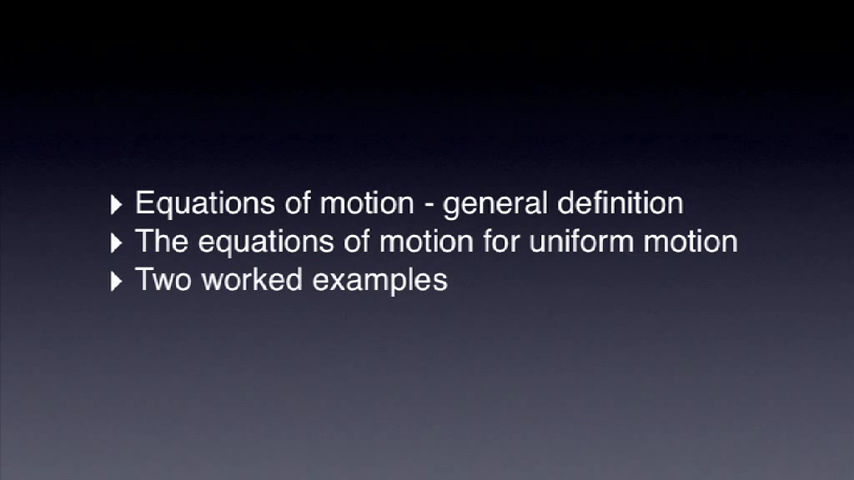 ▸ Equations of motion - general definition
▸ The equations of motion for uniform motion
▸ Two worked examples